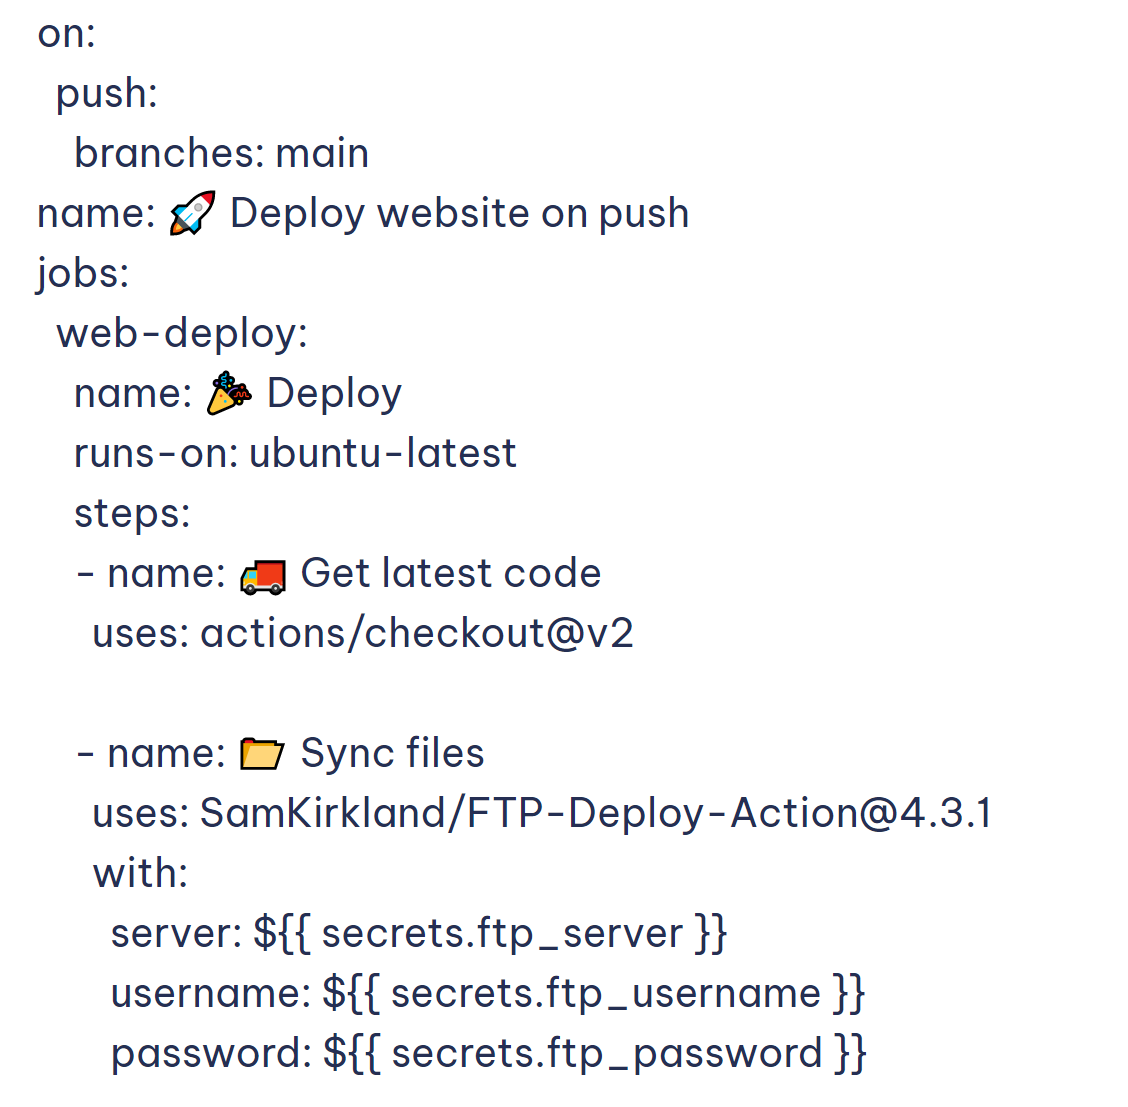 on:
  push:
    branches: main
name: 🚀 Deploy website on push
jobs:
  web-deploy:
    name: 🎉 Deploy
    runs-on: ubuntu-latest
    steps:
    - name: 🚚 Get latest code
      uses: actions/checkout@v2

    - name: 📂 Sync files
      uses: SamKirkland/FTP-Deploy-Action@4.3.1
      with:
        server: ${{ secrets.ftp_server }}
        username: ${{ secrets.ftp_username }}
        password: ${{ secrets.ftp_password }}